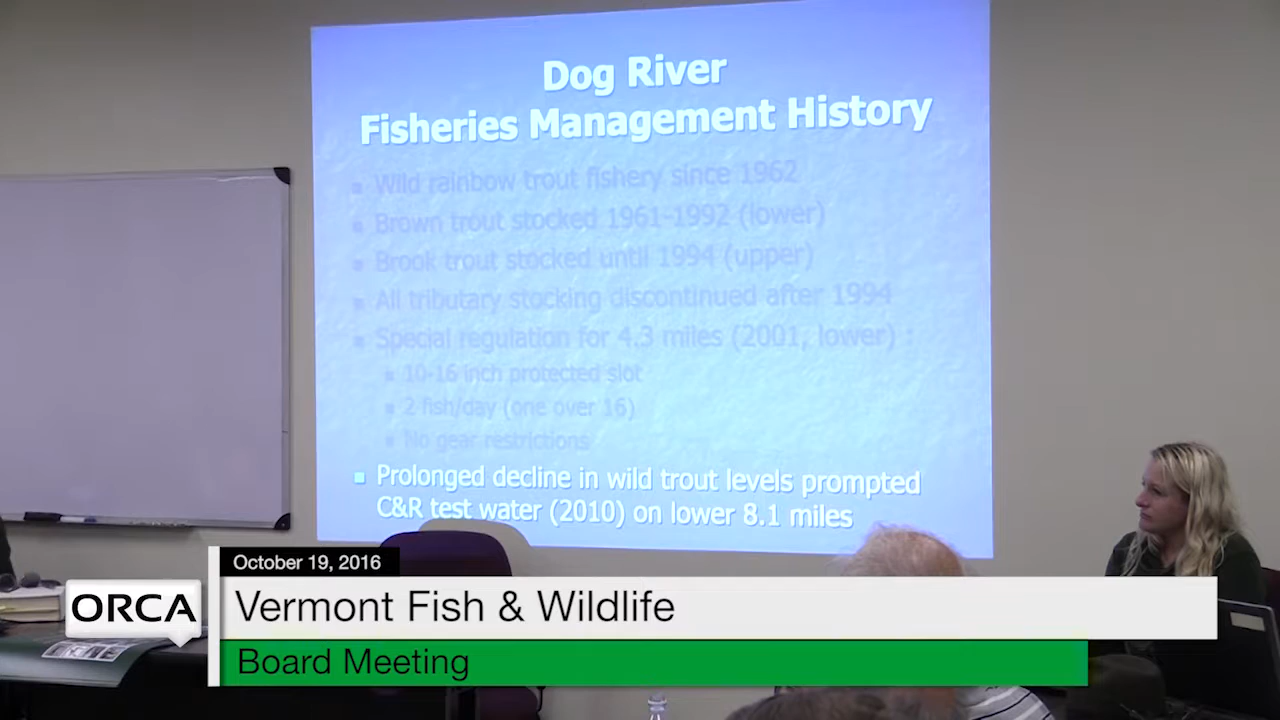 Dog River
Fisheries Management History
Wild rainbow trout fishery since 1962
Brown trout stocked 1961-1992 (lower)
Brook trout stocked until 1994 (upper)
All tributary stocking discontinued after 1994
Special regulation for 4.3 miles (2001, lower) :
10-16 inch protected slot
2 fish/day (one over 16)
No gear restrictions
Prolonged decline in wild trout levels prompted
C&R test water (2010) on lower 8.1 miles
October 19, 2016
ORCA
Vermont Fish & Wildlife
Board Meeting